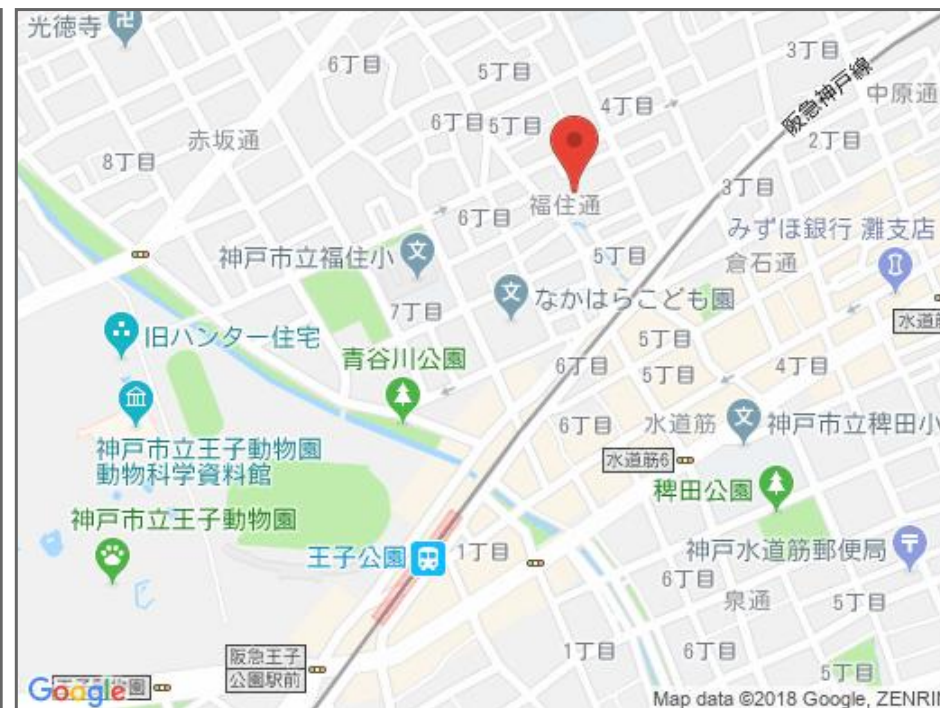 光徳寺
6丁目
5丁目
3丁目
阪急神戸線
中原通
4丁目
赤坂通
6丁目
5丁目
2丁目
8丁目
3丁目
福住通
6丁目
みずほ銀行 灘支店
神戸市立福住小
5丁目
倉石通
なかはらこども園
7丁目
旧ハンター住宅
5丁目
青谷川公園
6丁目
5丁目
4丁目
6丁目
水道筋
神戸市立稗田小
神戸市立王子動物園
動物科学資料館
水道筋6
稗田公園
神戸市立王子動物園
王子公園
1丁目
神戸水道筋郵便局
6丁目
泉通
5丁目
阪急王子
公園駅前
1丁目
6丁目
5丁目
Google
Map data ©2018 Google, ZENRI